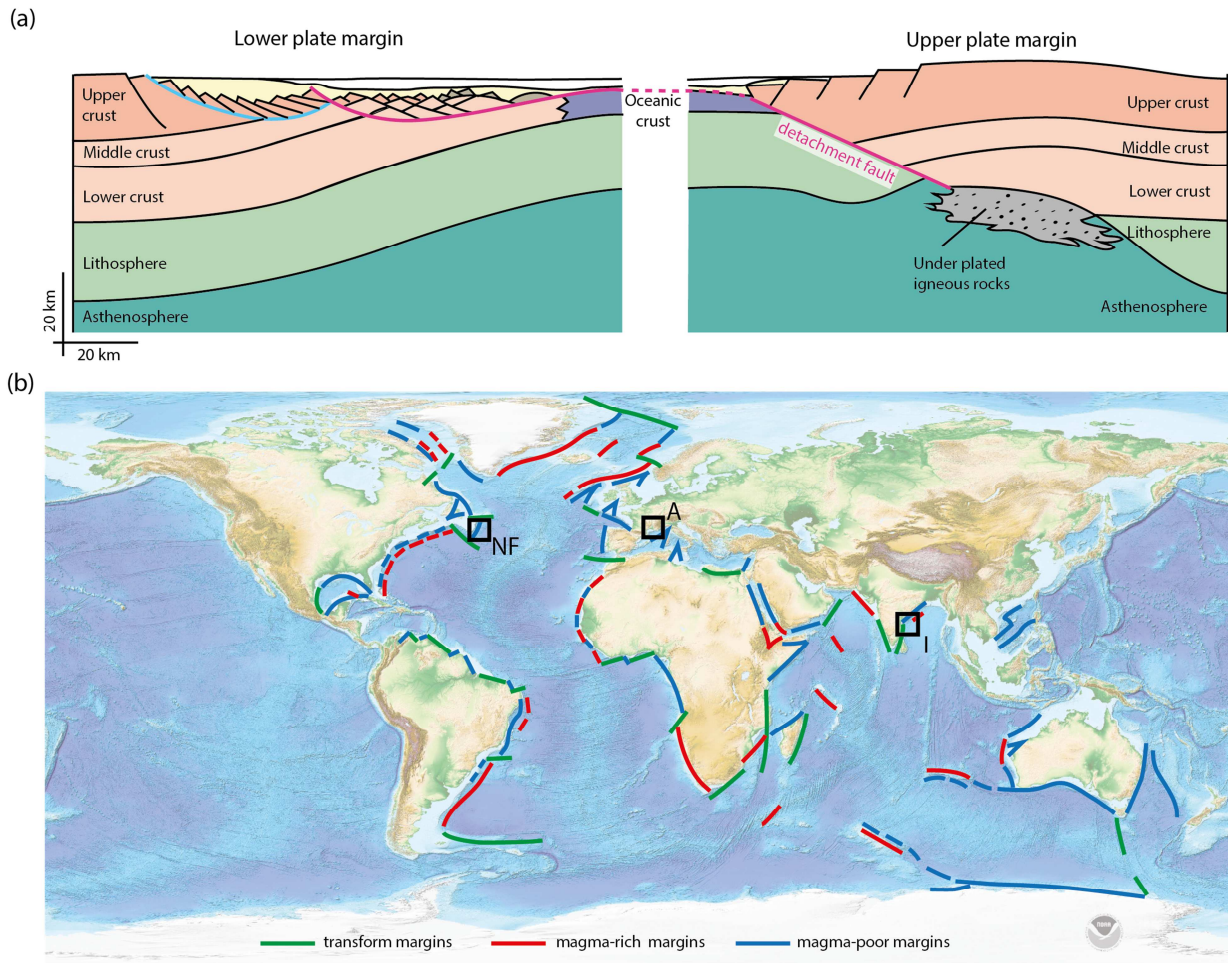 (a)
Lower plate margin
Upper plate margin
Upper
crust
Middle crust
Lower crust
Lithosphere
Asthenosphere
20 km
20 km
Oceanic
crust
detachment fault
Under plated
igneous rocks
Upper crust
Middle crust
Lower crust
Lithosphere
Asthenosphere
(b)
NF
A
I
transform margins
magma-rich margins
magma-poor margins